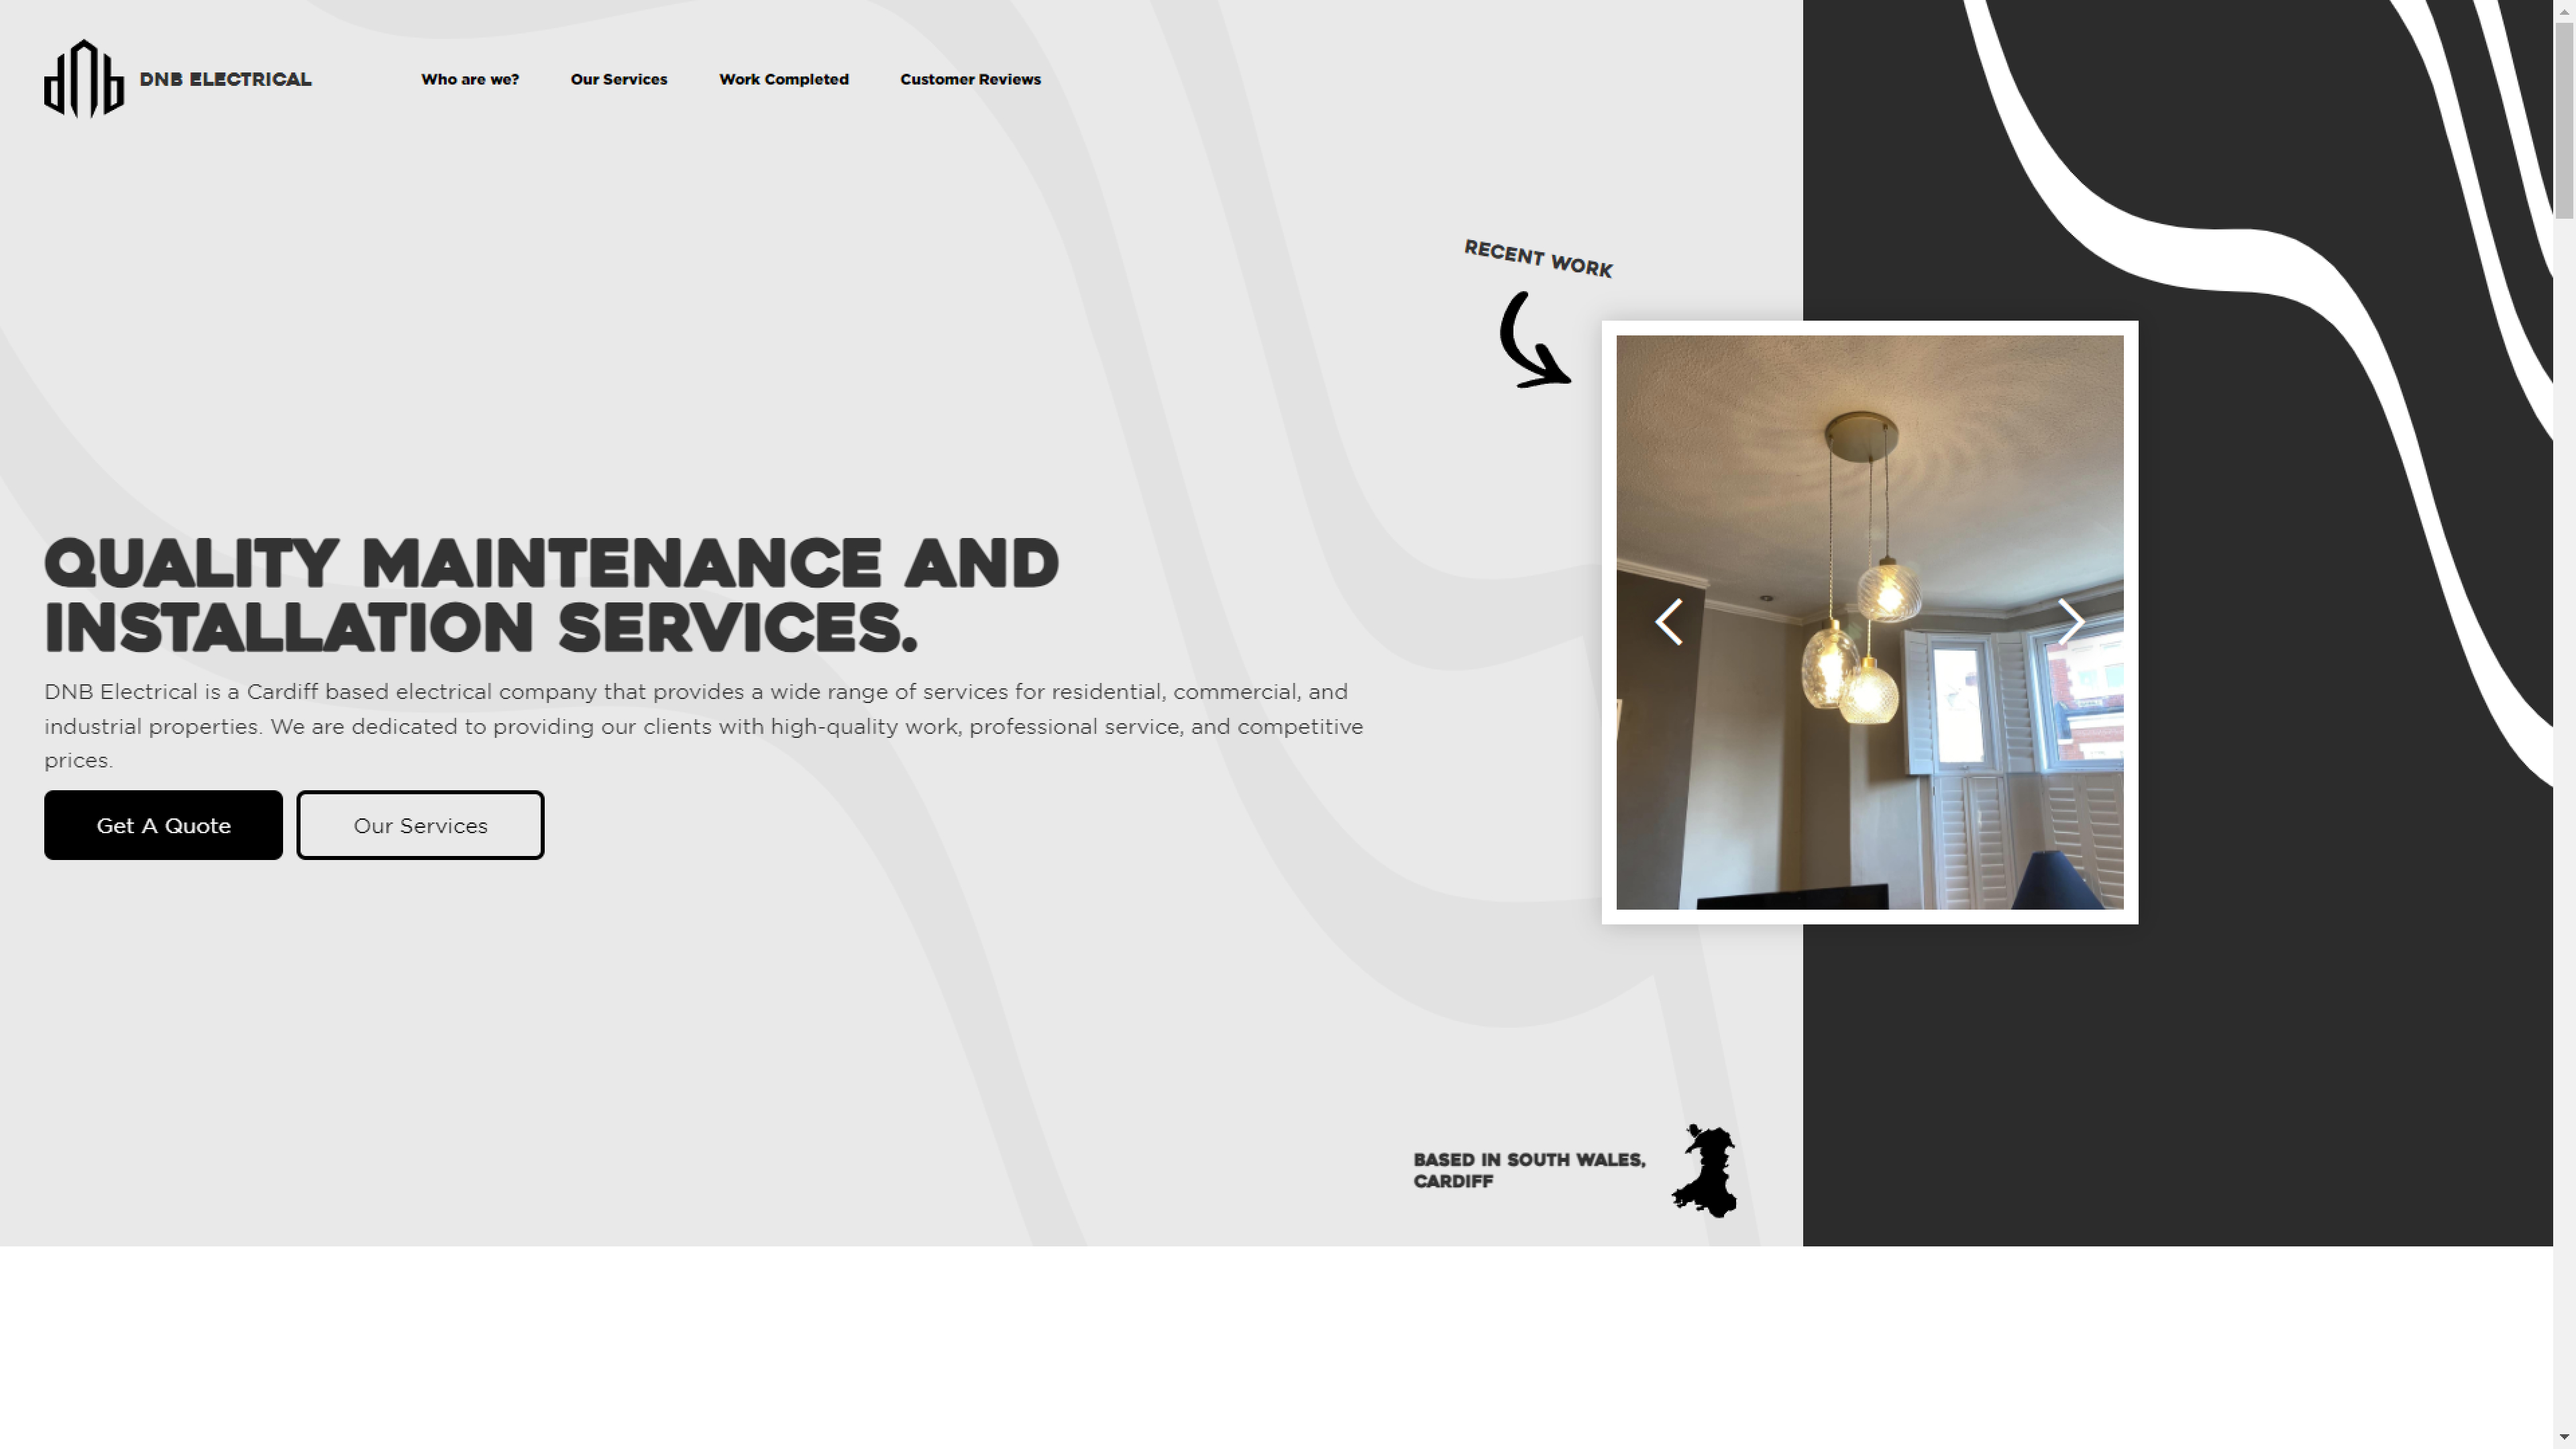 dnb
DNB ELECTRICAL
Who are we?
Our Services
Work Completed
Customer Reviews
RECENT WORK
QUALITY MAINTENANCE AND
INSTALLATION SERVICES.
DNB Electrical is a Cardiff based electrical company that provides a wide range of services for residential, commercial, and
industrial properties. We are dedicated to providing our clients with high-quality work, professional service, and competitive
prices.
Get A Quote
Our Services
BASED IN SOUTH WALES,
CARDIFF